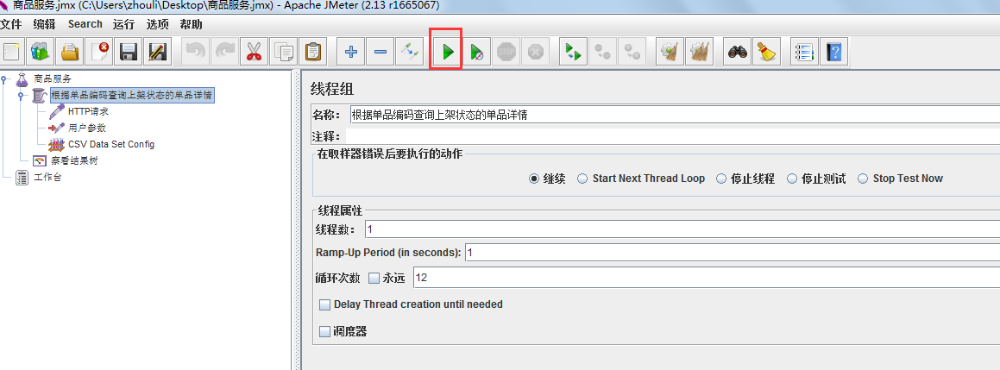 商品服务.jmx (C:\Users\zhouli\Desktop\商品服务.jmx) - Apache JMeter (2.13 r1665067)
文件 编辑 Search 运行 选项 帮助
STOP
?
商品服务
根据单品编码查询上架状态的单品详情
HTTP请求
用户参数
CSV Data Set Config
察看结果树
工作台
线程组
名称： 根据单品编码查询上架状态的单品详情
注释：
在取样器错误后要执行的动作
继续 Start Next Thread Loop 停止线程 停止测试 Stop Test Now
线程属性
线程数： 1
Ramp-Up Period (in seconds): 1
循环次数 永远 12
Delay Thread creation until needed
调度器